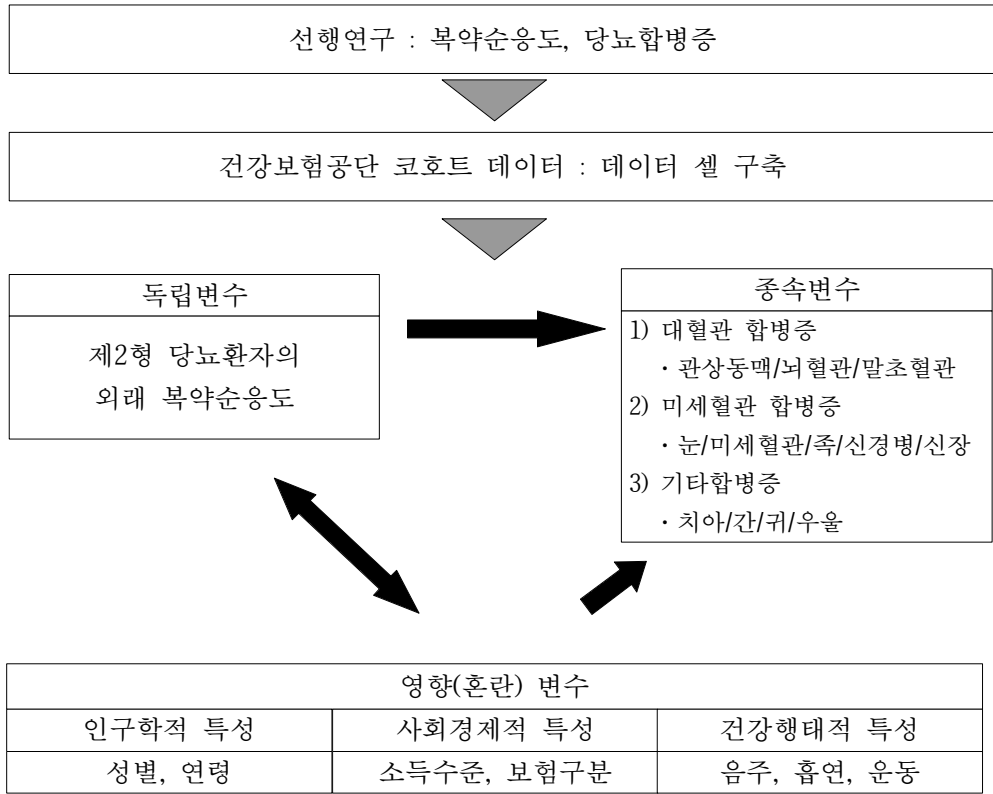 선행연구 : 복약순응도, 당뇨합병증
건강보험공단 코호트 데이터 : 데이터 셀 구축
독립변수
제2형 당뇨환자의
외래 복약순응도
종속변수
1) 대혈관 합병증
· 관상동맥/뇌혈관/말초혈관
2) 미세혈관 합병증
· 눈/미세혈관/족/신경병/신장
3) 기타합병증
· 치아/간/귀/우울
영향(혼란) 변수
인구학적 특성
사회경제적 특성
건강행태적 특성
성별, 연령
소득수준, 보험구분
음주, 흡연, 운동